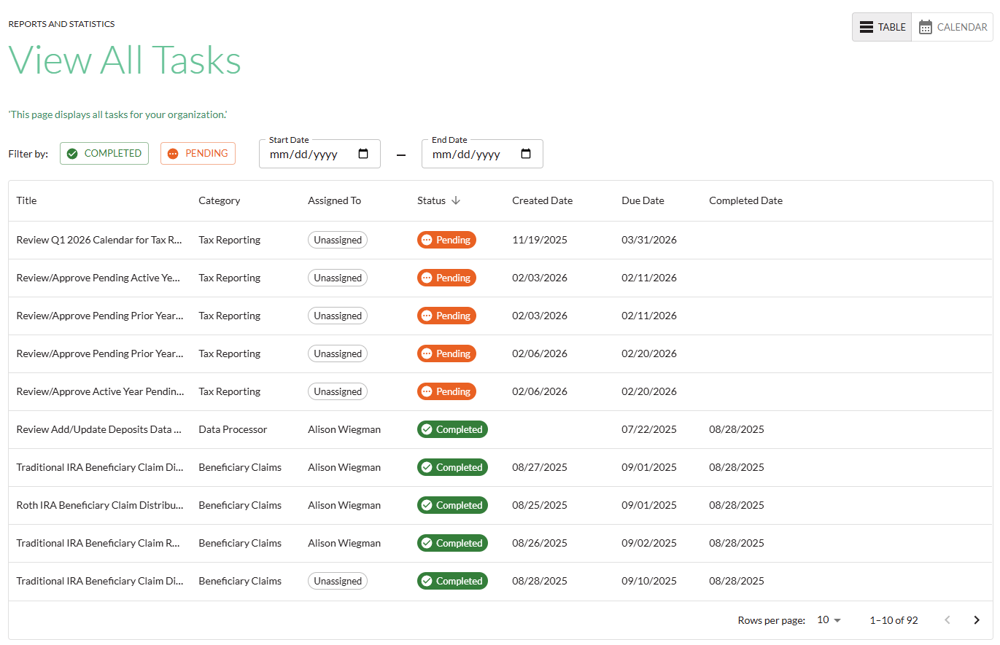 REPORTS AND STATISTICS
TABLE CALENDAR
View All Tasks
'This page displays all tasks for your organization.'
Filter by: COMPLETED PENDING Start Date mm/dd/yyyy – End Date mm/dd/yyyy
Title Category Assigned To Status Created Date Due Date Completed Date
Review Q1 2026 Calendar for Tax R... Tax Reporting Unassigned Pending 11/19/2025 03/31/2026
Review/Approve Pending Active Ye... Tax Reporting Unassigned Pending 02/03/2026 02/11/2026
Review/Approve Pending Prior Year... Tax Reporting Unassigned Pending 02/03/2026 02/11/2026
Review/Approve Pending Prior Year... Tax Reporting Unassigned Pending 02/06/2026 02/20/2026
Review/Approve Active Year Pendin... Tax Reporting Unassigned Pending 02/06/2026 02/20/2026
Review Add/Update Deposits Data ... Data Processor Alison Wiegman Completed 07/22/2025 08/28/2025
Traditional IRA Beneficiary Claim Di... Beneficiary Claims Alison Wiegman Completed 08/27/2025 09/01/2025 08/28/2025
Roth IRA Beneficiary Claim Distribu... Beneficiary Claims Alison Wiegman Completed 08/25/2025 09/01/2025 08/28/2025
Traditional IRA Beneficiary Claim R... Beneficiary Claims Alison Wiegman Completed 08/26/2025 09/02/2025 08/28/2025
Traditional IRA Beneficiary Claim Di... Beneficiary Claims Unassigned Completed 08/28/2025 09/10/2025 08/28/2025
Rows per page: 10 1–10 of 92